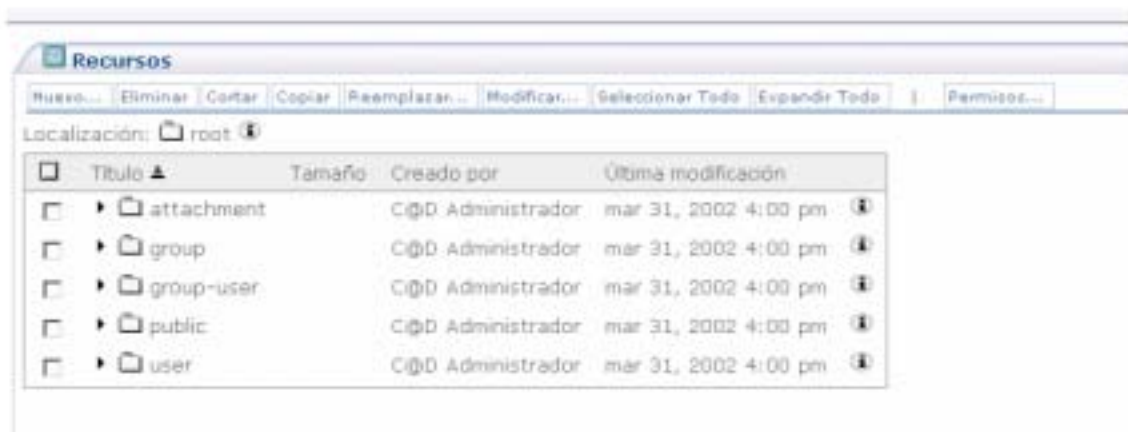 Recursos
Nuevo... Eliminar Cortar Copiar Reemplazar... Modificar... Seleccionar Todo Expandir Todo | Permisos...
Localización: root
Título Tamaño Creado por Última modificación
attachment C@D Administrador mar 31, 2002 4:00 pm
group C@D Administrador mar 31, 2002 4:00 pm
group-user C@D Administrador mar 31, 2002 4:00 pm
public C@D Administrador mar 31, 2002 4:00 pm
user C@D Administrador mar 31, 2002 4:00 pm